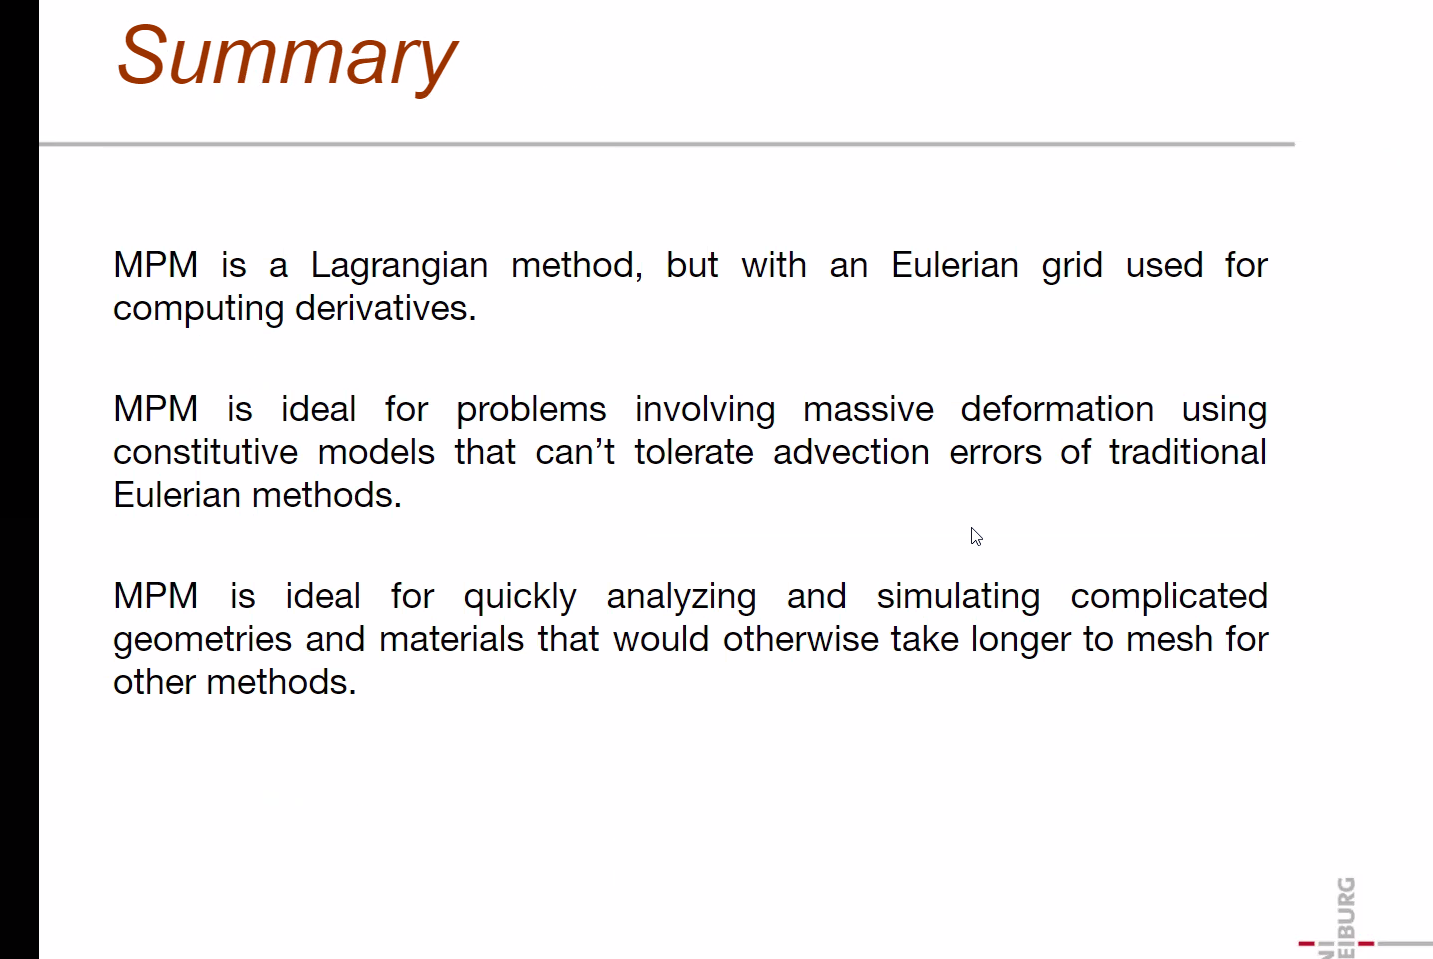 Summary
MPM is a Lagrangian method, but with an Eulerian grid used for
computing derivatives.
MPM is ideal for problems involving massive deformation using
constitutive models that can’t tolerate advection errors of traditional
Eulerian methods.
MPM is ideal for quickly analyzing and simulating complicated
geometries and materials that would otherwise take longer to mesh for
other methods.